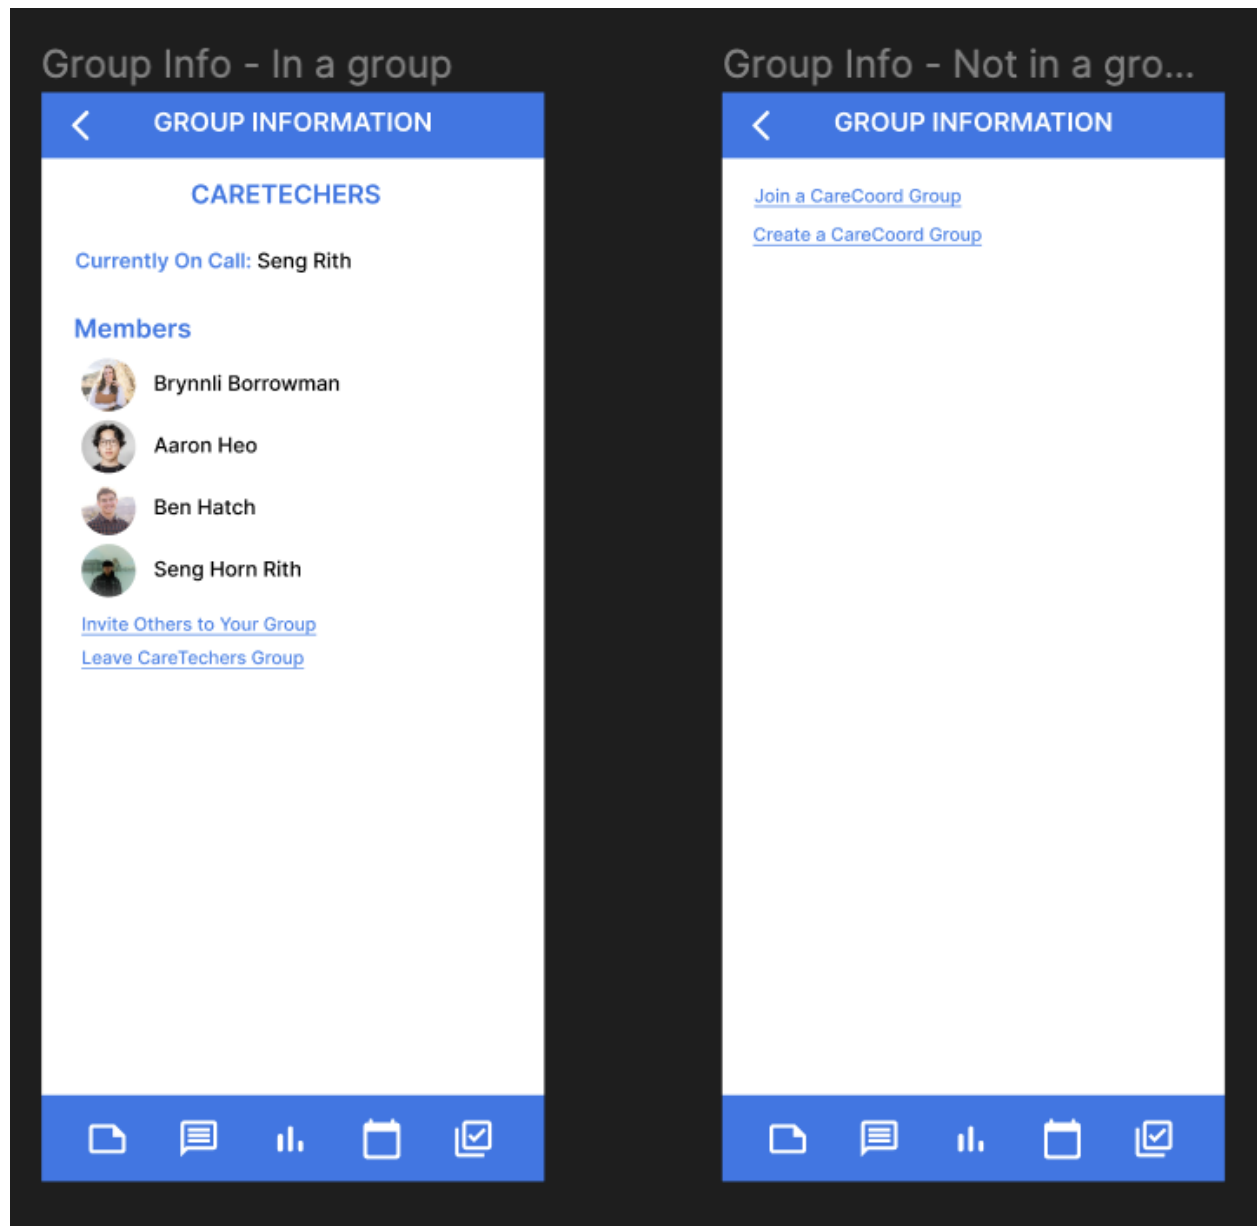 Group Info - In a group
GROUP INFORMATION
CARETECHERS
Currently On Call: Seng Rith
Members
Brynnli Borrowman
Aaron Heo
Ben Hatch
Seng Horn Rith
Invite Others to Your Group
Leave CareTechers Group
Group Info - Not in a gro...
GROUP INFORMATION
Join a CareCoord Group
Create a CareCoord Group